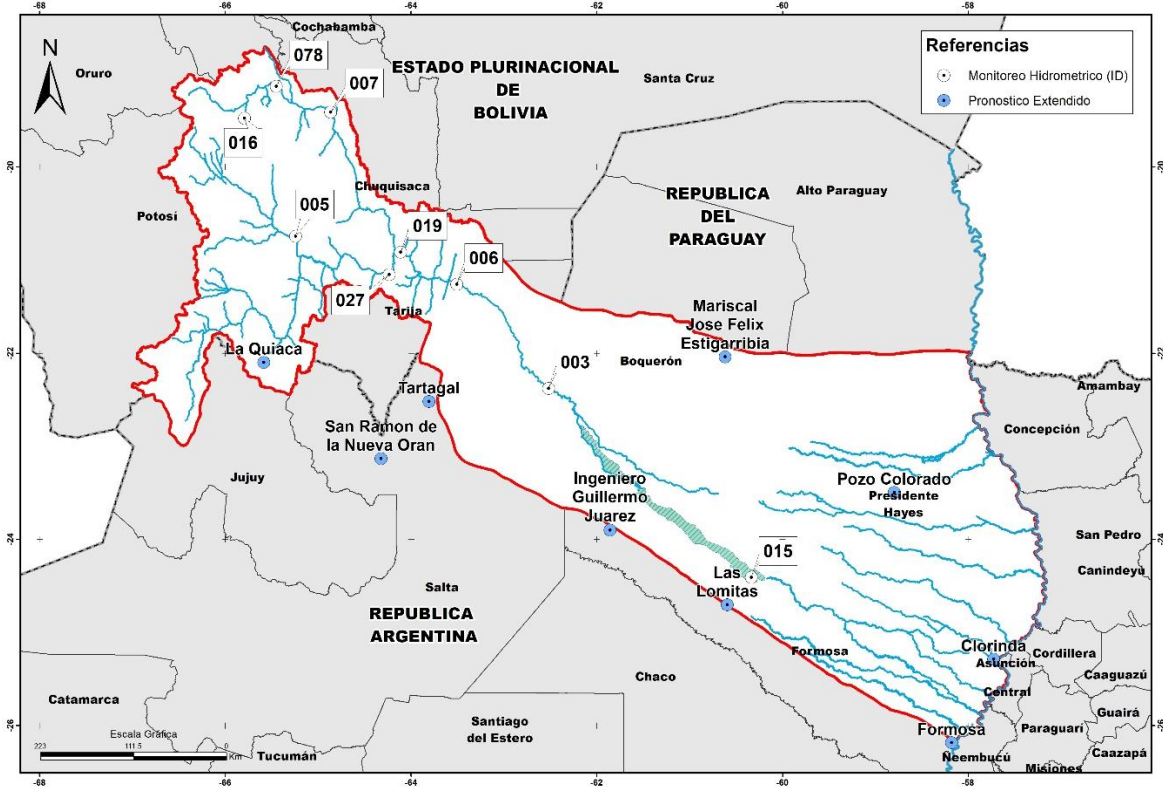 -68
-66
-64
-62
-60
-58
N
Cochabamba
Oruro
078
007
ESTADO PLURINACIONAL
DE
BOLIVIA
Santa Cruz
Referencias
Monitoreo Hidrometrico (ID)
Pronostico Extendido
016
-20
-20
Chuquisaca
Potosí
005
019
006
REPUBLICA
DEL
PARAGUAY
Alto Paraguay
027
Tarija
Mariscal
Jose Felix
Estigarribia
-22
-22
La Quiaca
Boquerón
003
Tartagal
Amambay
San Ramon de
la Nueva Oran
Concepción
Jujuy
Ingeniero
Guillermo
Juarez
Pozo Colorado
Presidente
Hayes
-24
-24
San Pedro
015
Canindeyú
Las
Lomitas
Salta
REPUBLICA
ARGENTINA
Formosa
Clorinda
Asunción
Cordillera
Caaguazú
Chaco
Central
Catamarca
Guairá
Santiago
del Estero
Paraguarí
-26
-26
Formosa
Escala Gráfica
223
111.5
0
Km
Tucumán
Ñeembucú
Caazapá
Misiones
-68
-66
-64
-62
-60
-58